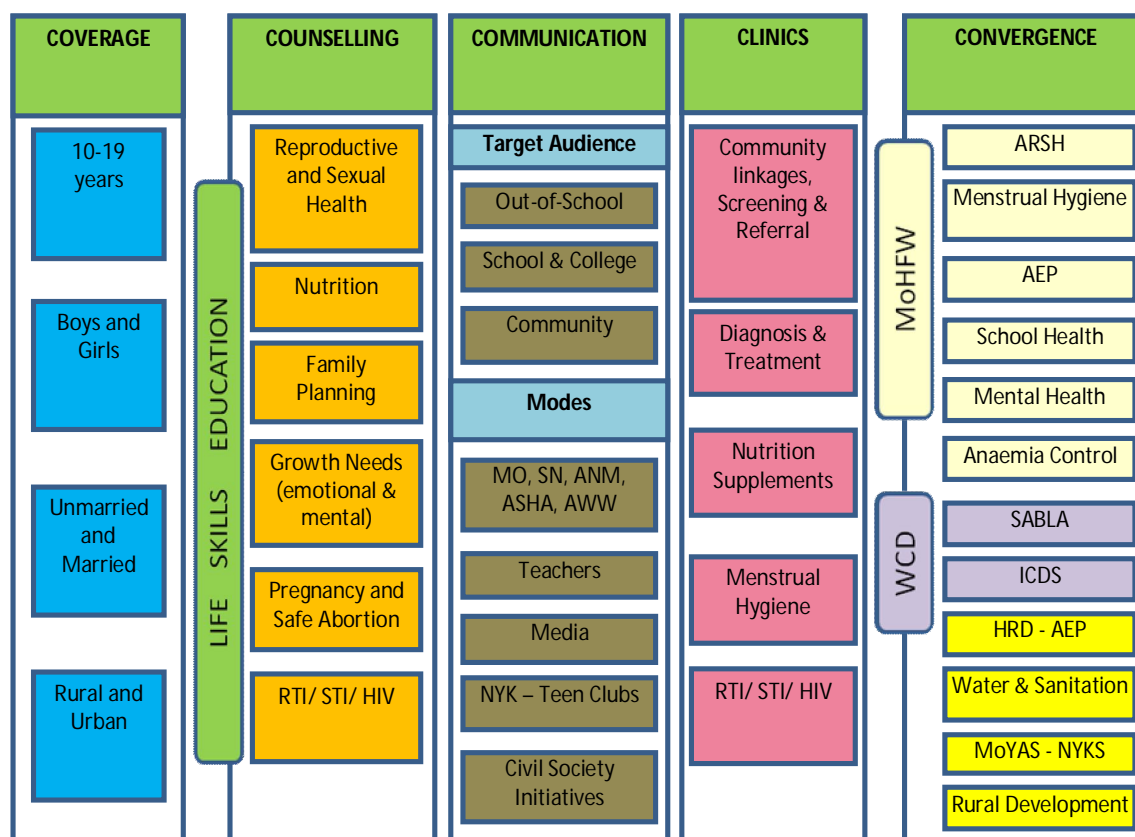 COVERAGE
10-19
years
Boys and
Girls
Unmarried
and
Married
Rural and
Urban
LIFE SKILLS EDUCATION
COUNSELLING
Reproductive
and Sexual
Health
Nutrition
Family
Planning
Growth Needs
(emotional &
mental)
Pregnancy and
Safe Abortion
RTI/ STI/ HIV
COMMUNICATION
Target Audience
Out-of-School
School & College
Community
Modes
MO, SN, ANM,
ASHA, AWW
Teachers
Media
NYK – Teen Clubs
Civil Society
Initiatives
CLINICS
Community
linkages,
Screening &
Referral
Diagnosis &
Treatment
Nutrition
Supplements
Menstrual
Hygiene
RTI/ STI/ HIV
CONVERGENCE
MoHFW
ARSH
Menstrual Hygiene
AEP
School Health
Mental Health
Anaemia Control
WCD
SABLA
ICDS
HRD - AEP
Water & Sanitation
MoYAS - NYKS
Rural Development